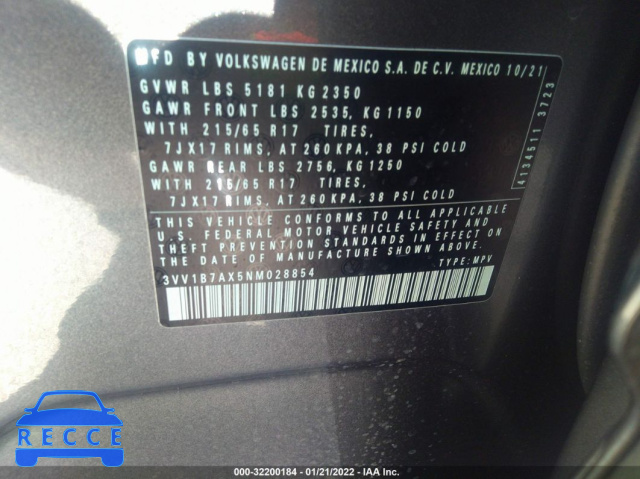 MFD BY VOLKSWAGEN DE MEXICO S.A. DE C.V. MEXICO 10/21
GVWR LBS 5181 KG 2350
GAWR FRONT LBS 2535, KG 1150
WITH 215/65 R17 TIRES,
7JX17 RIMS, AT 260 KPA, 38 PSI COLD
GAWR REAR LBS 2756, KG 1250
WITH 215/65 R17 TIRES,
7JX17 RIMS, AT 260 KPA, 38 PSI COLD
THIS VEHICLE CONFORMS TO ALL APPLICABLE
U.S. FEDERAL MOTOR VEHICLE SAFETY AND
THEFT PREVENTION STANDARDS IN EFFECT ON
THE DATE OF MANUFACTURE SHOWN ABOVE.
3VV1B7AX5NM028854 TYPE: MPV
4134511 3723
RECCE
000-32200184 - 01/21/2022 - IAA Inc.